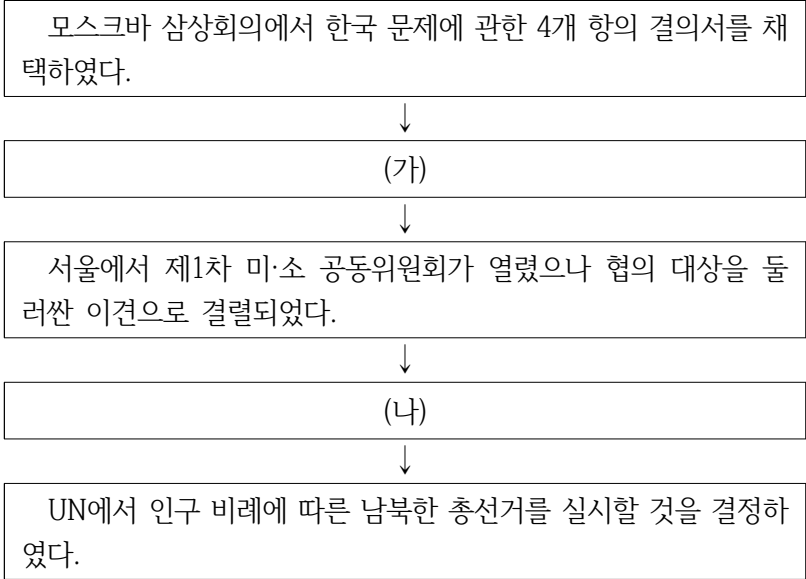 모스크바 삼상회의에서 한국 문제에 관한 4개 항의 결의서를 채
택하였다.
↓
(가)
↓
서울에서 제1차 미·소 공동위원회가 열렸으나 협의 대상을 둘
러싼 이견으로 결렬되었다.
↓
(나)
↓
UN에서 인구 비례에 따른 남북한 총선거를 실시할 것을 결정하
였다.